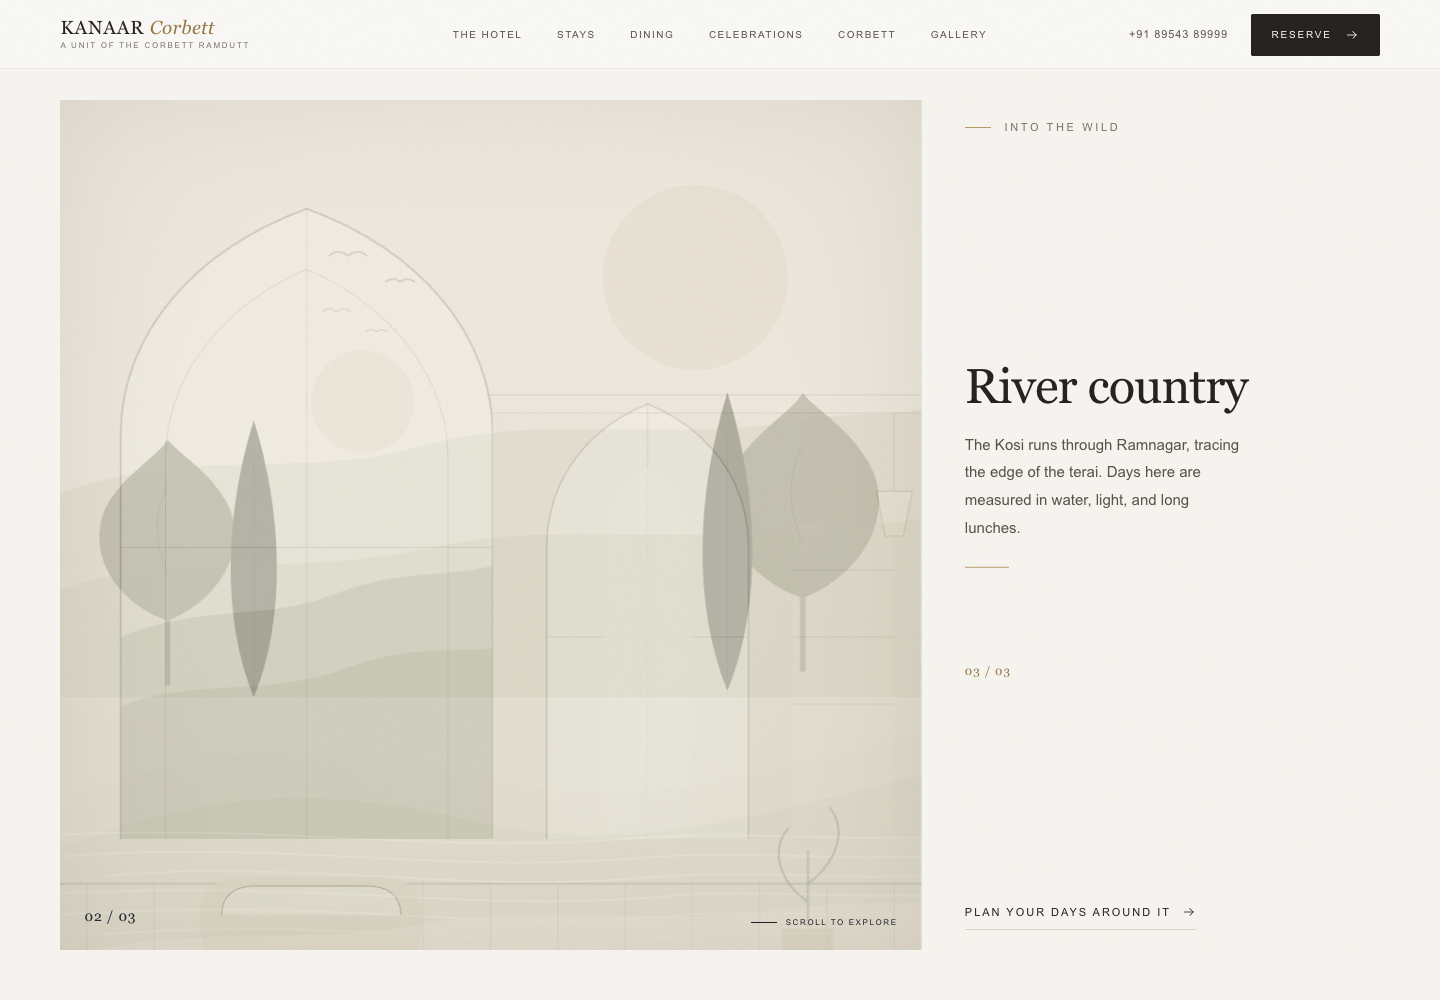 KANAAR Corbett
A UNIT OF THE CORBETT RAMDUTT
THE HOTEL
STAYS
DINING
CELEBRATIONS
CORBETT
GALLERY
+91 89543 89999
RESERVE →
INTO THE WILD
River country
The Kosi runs through Ramnagar, tracing
the edge of the terai. Days here are
measured in water, light, and long
lunches.
03 / 03
02 / 03
SCROLL TO EXPLORE
PLAN YOUR DAYS AROUND IT →